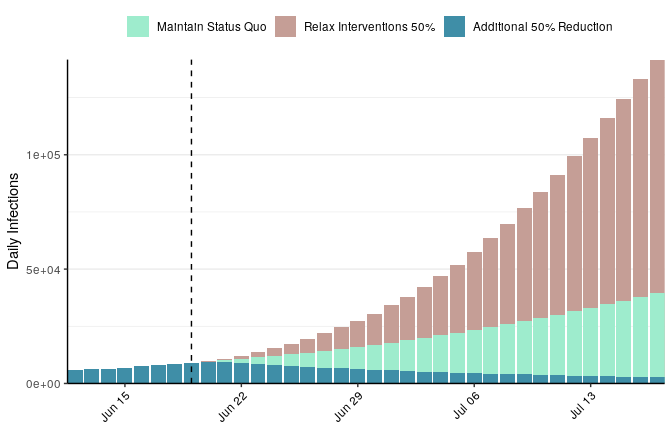 Maintain Status Quo Relax Interventions 50% Additional 50% Reduction
Daily Infections
1e+05
5e+04
0e+00
Jun 15 Jun 22 Jun 29 Jul 06 Jul 13